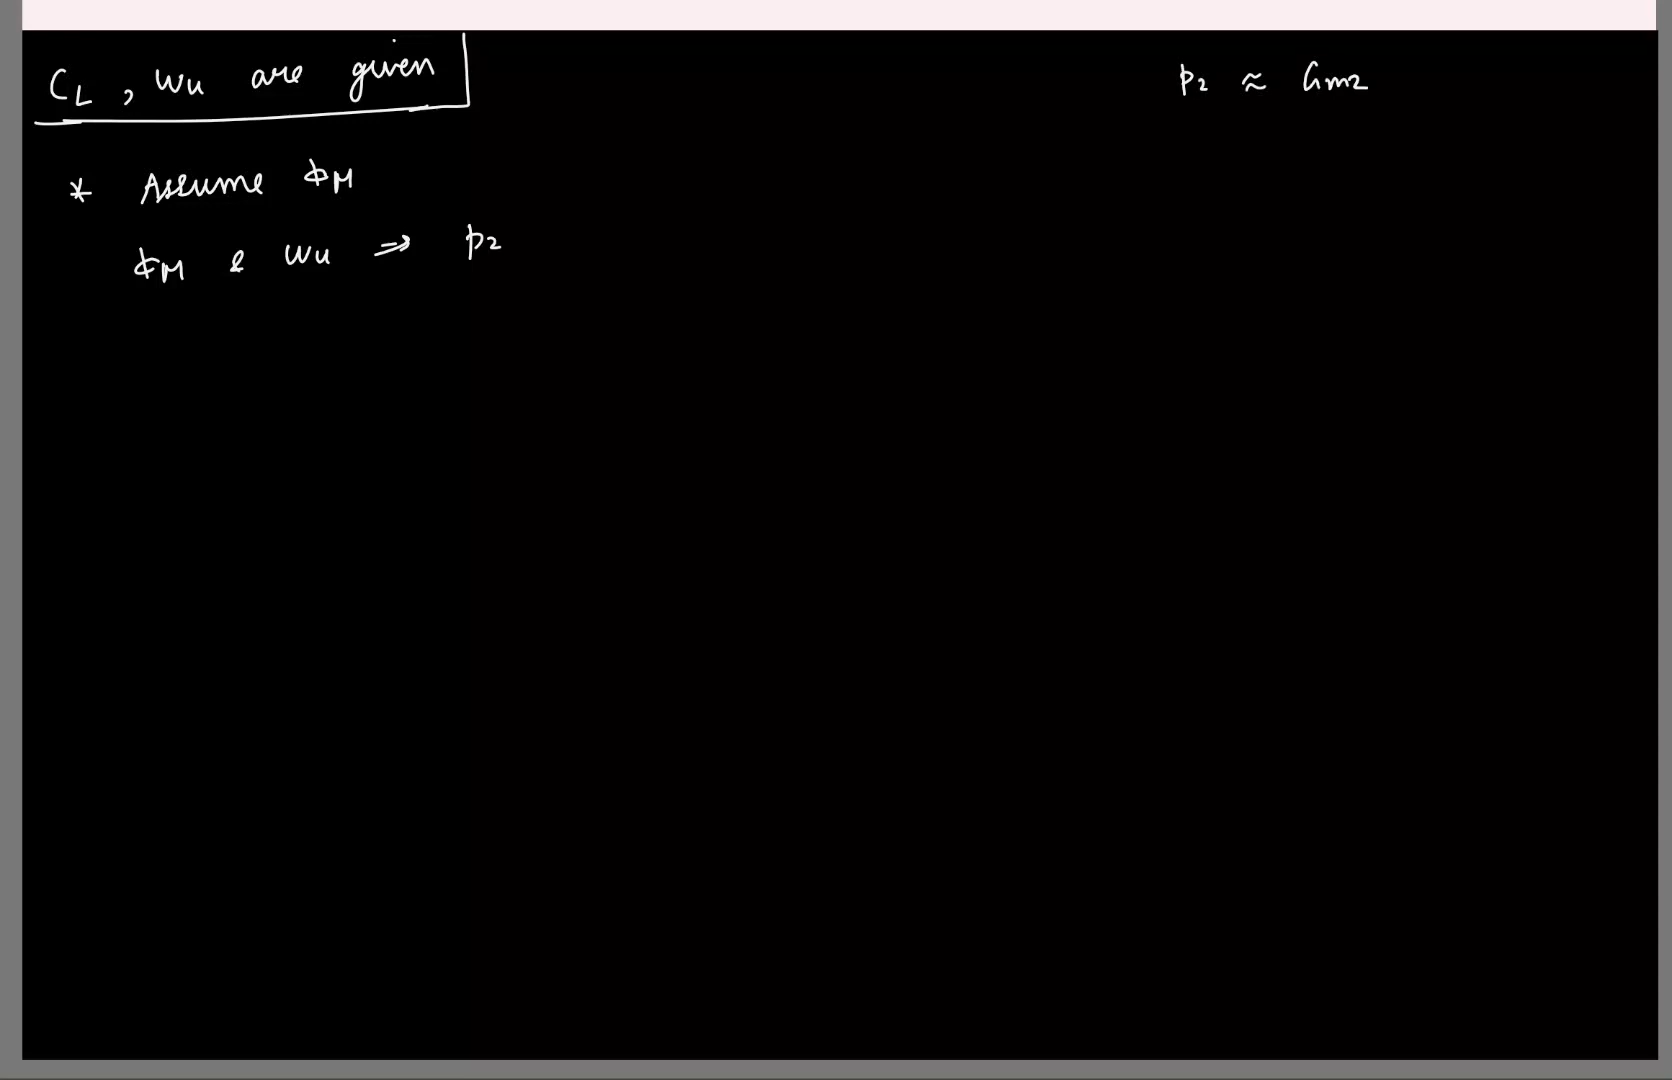 CL, wu are given
p2 ≈ Gm2
* Assume ϕM
ϕM & wu ⇒ p2